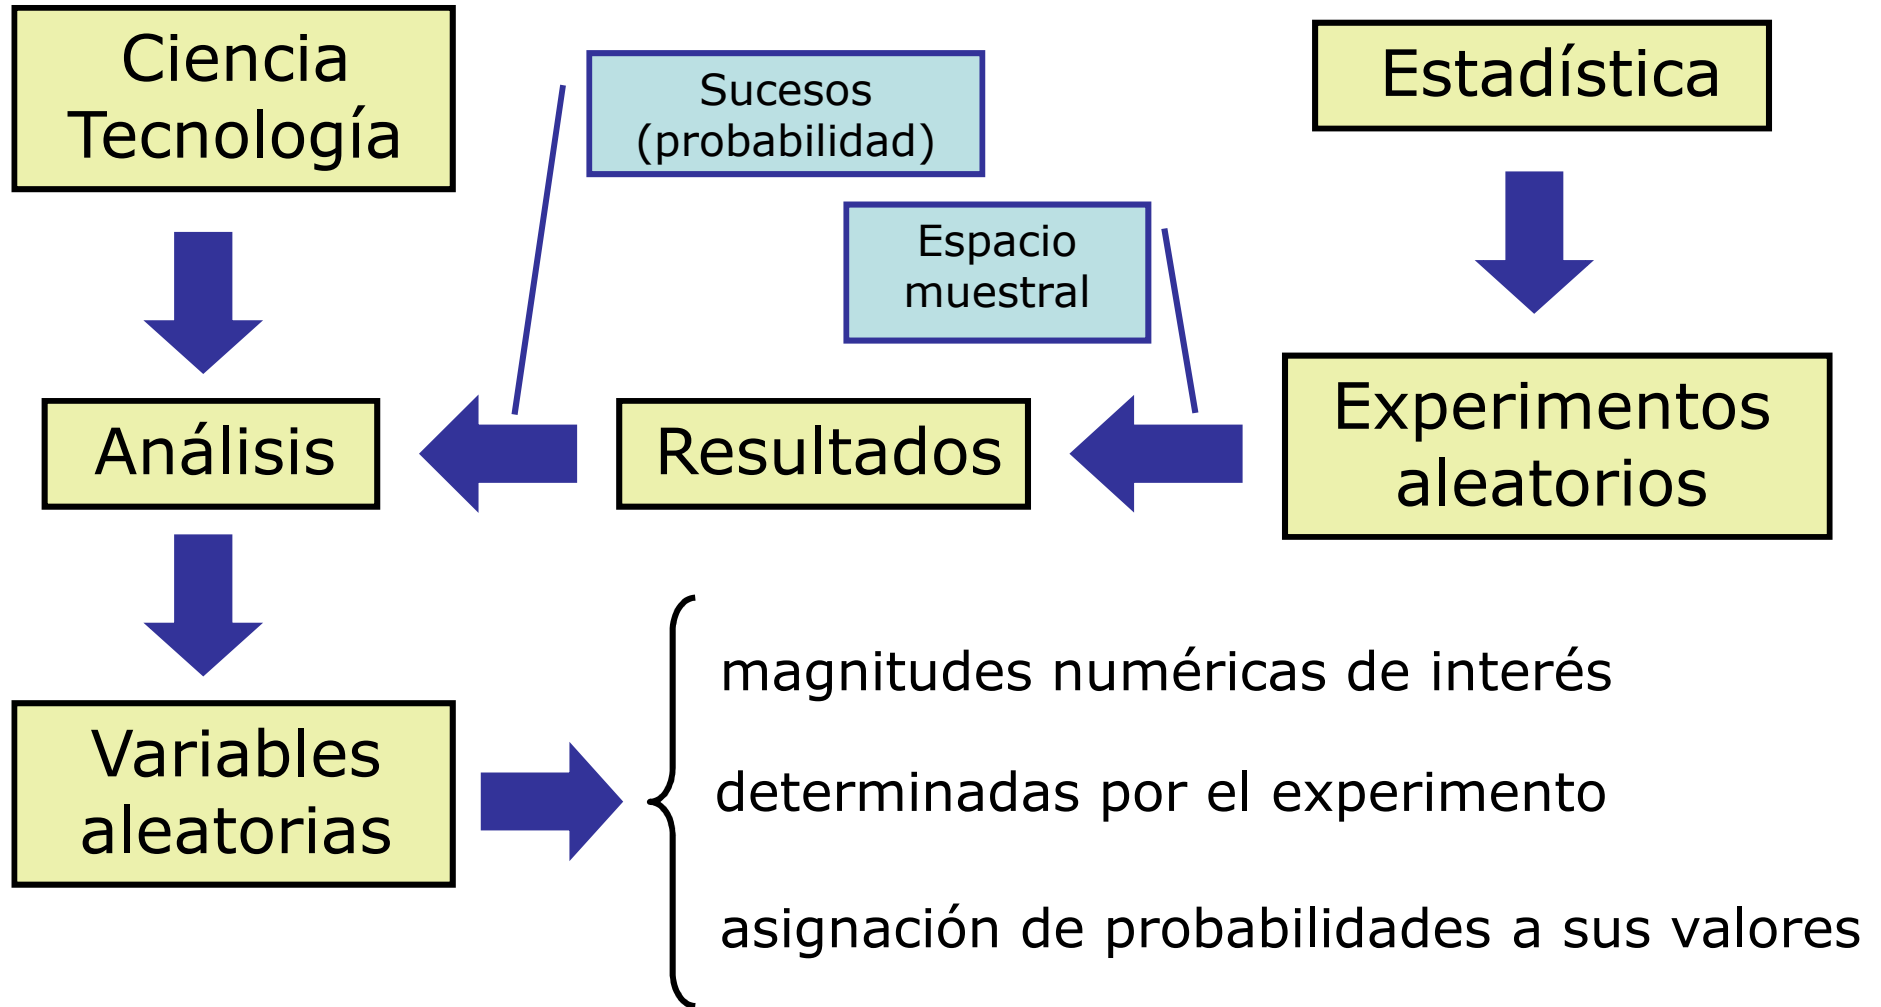 Ciencia
Tecnología
Sucesos
(probabilidad)
Estadística
Espacio
muestral
Análisis
Resultados
Experimentos
aleatorios
Variables
aleatorias
magnitudes numéricas de interés
determinadas por el experimento
asignación de probabilidades a sus valores